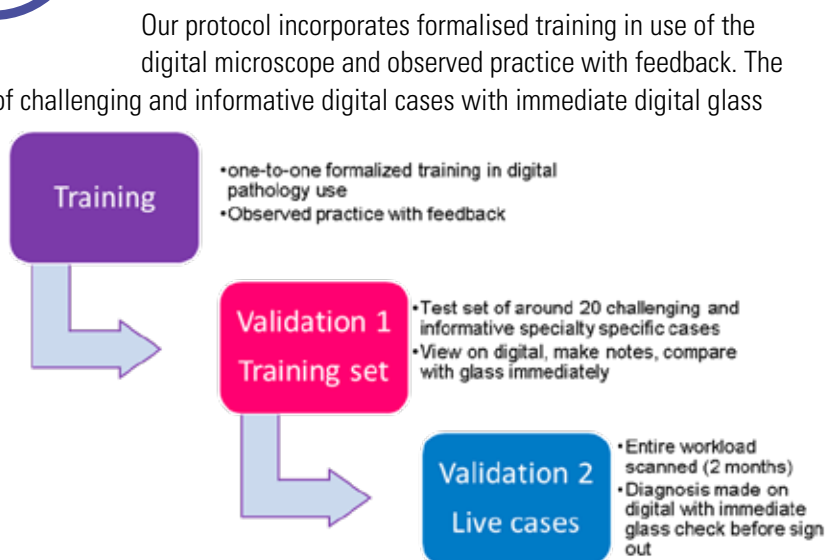 Our protocol incorporates formalised training in use of the
digital microscope and observed practice with feedback. The
of challenging and informative digital cases with immediate digital glass
Training
•one-to-one formalized training in digital
pathology use
•Observed practice with feedback
Validation 1
Training set
•Test set of around 20 challenging and
informative specialty specific cases
•View on digital, make notes, compare
with glass immediately
Validation 2
Live cases
•Entire workload
scanned (2 months)
•Diagnosis made on
digital with immediate
glass check before sign
out